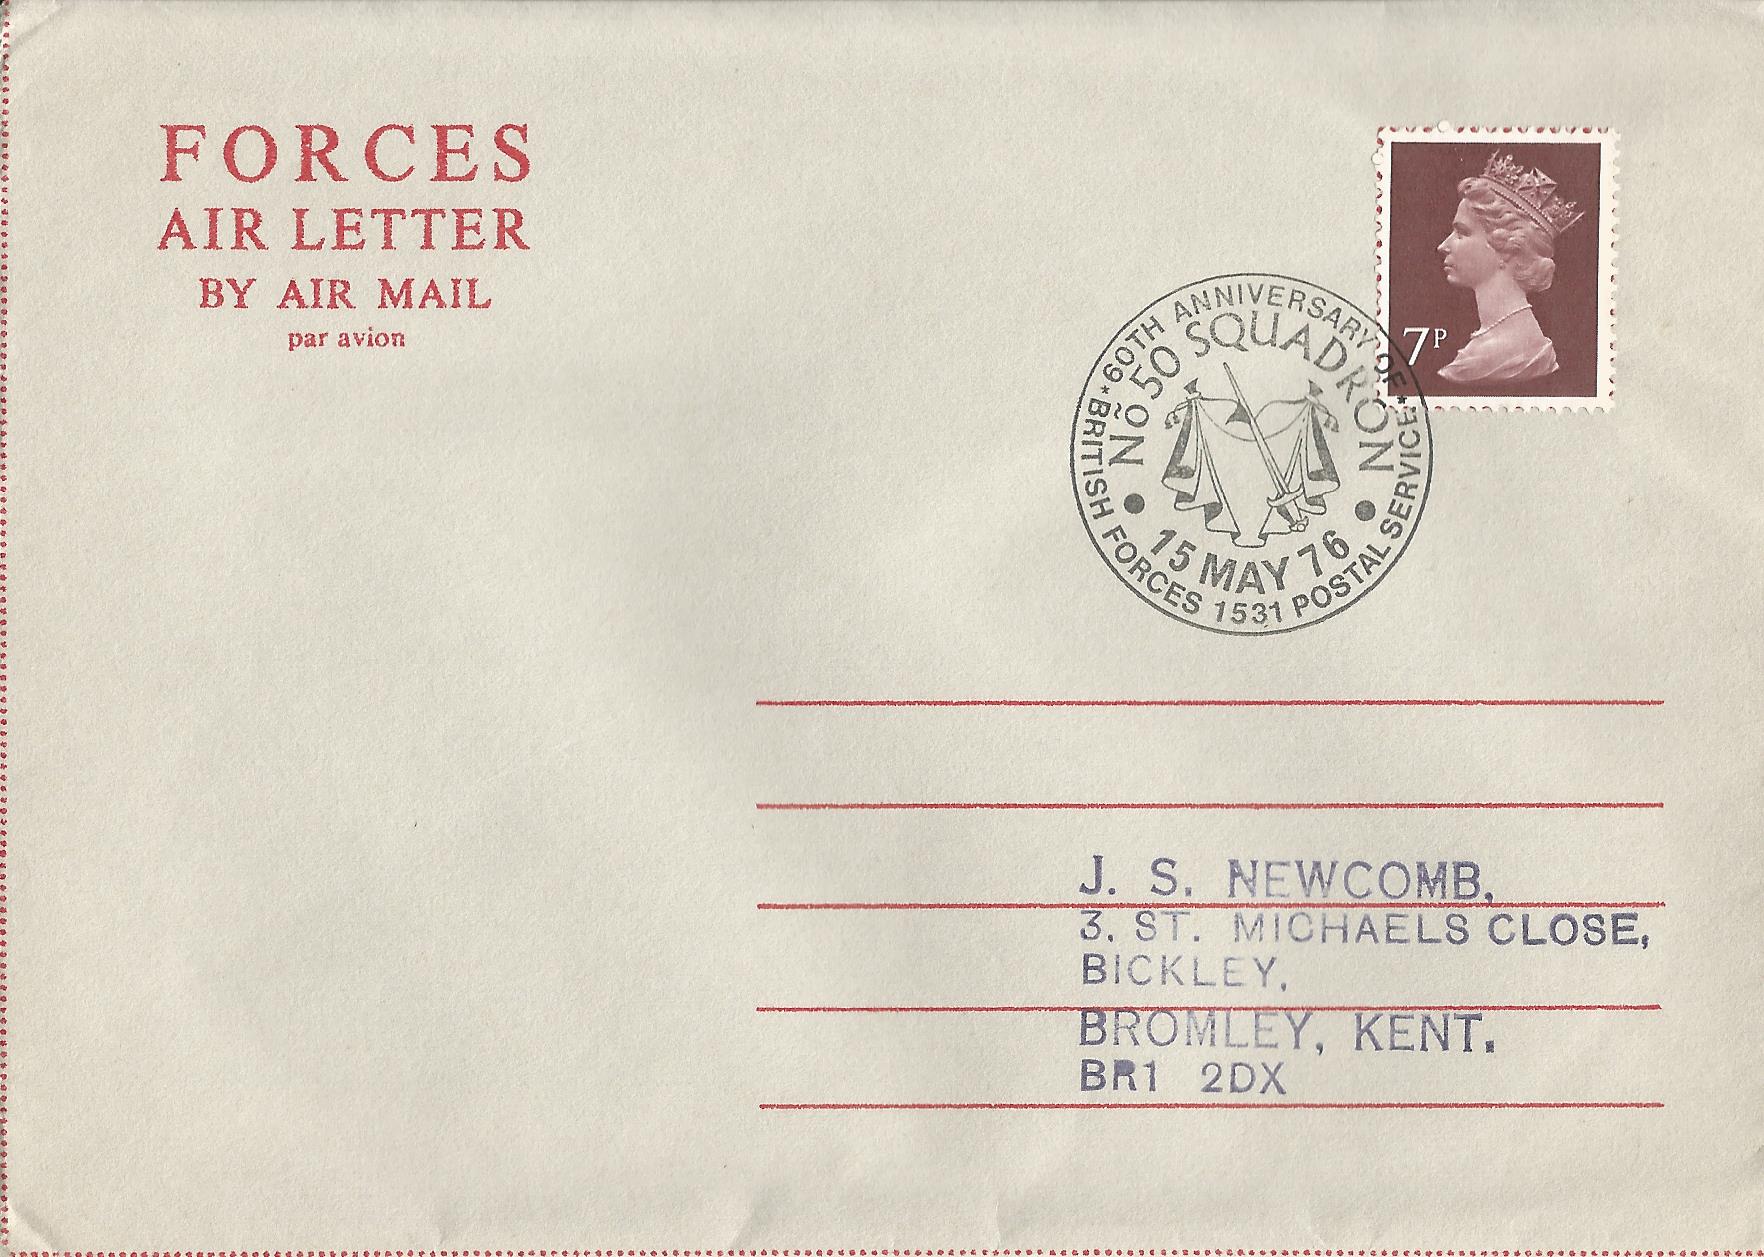 FORCES
AIR LETTER
BY AIR MAIL
par avion
7P
*60TH ANNIVERSARY OF*
Nõ 50 SQUADRON
15 MAY 76
BRITISH FORCES 1531 POSTAL SERVICE
J. S. NEWCOMB,
3. ST. MICHAELS CLOSE,
BICKLEY,
BROMLEY, KENT.
BR1 2DX